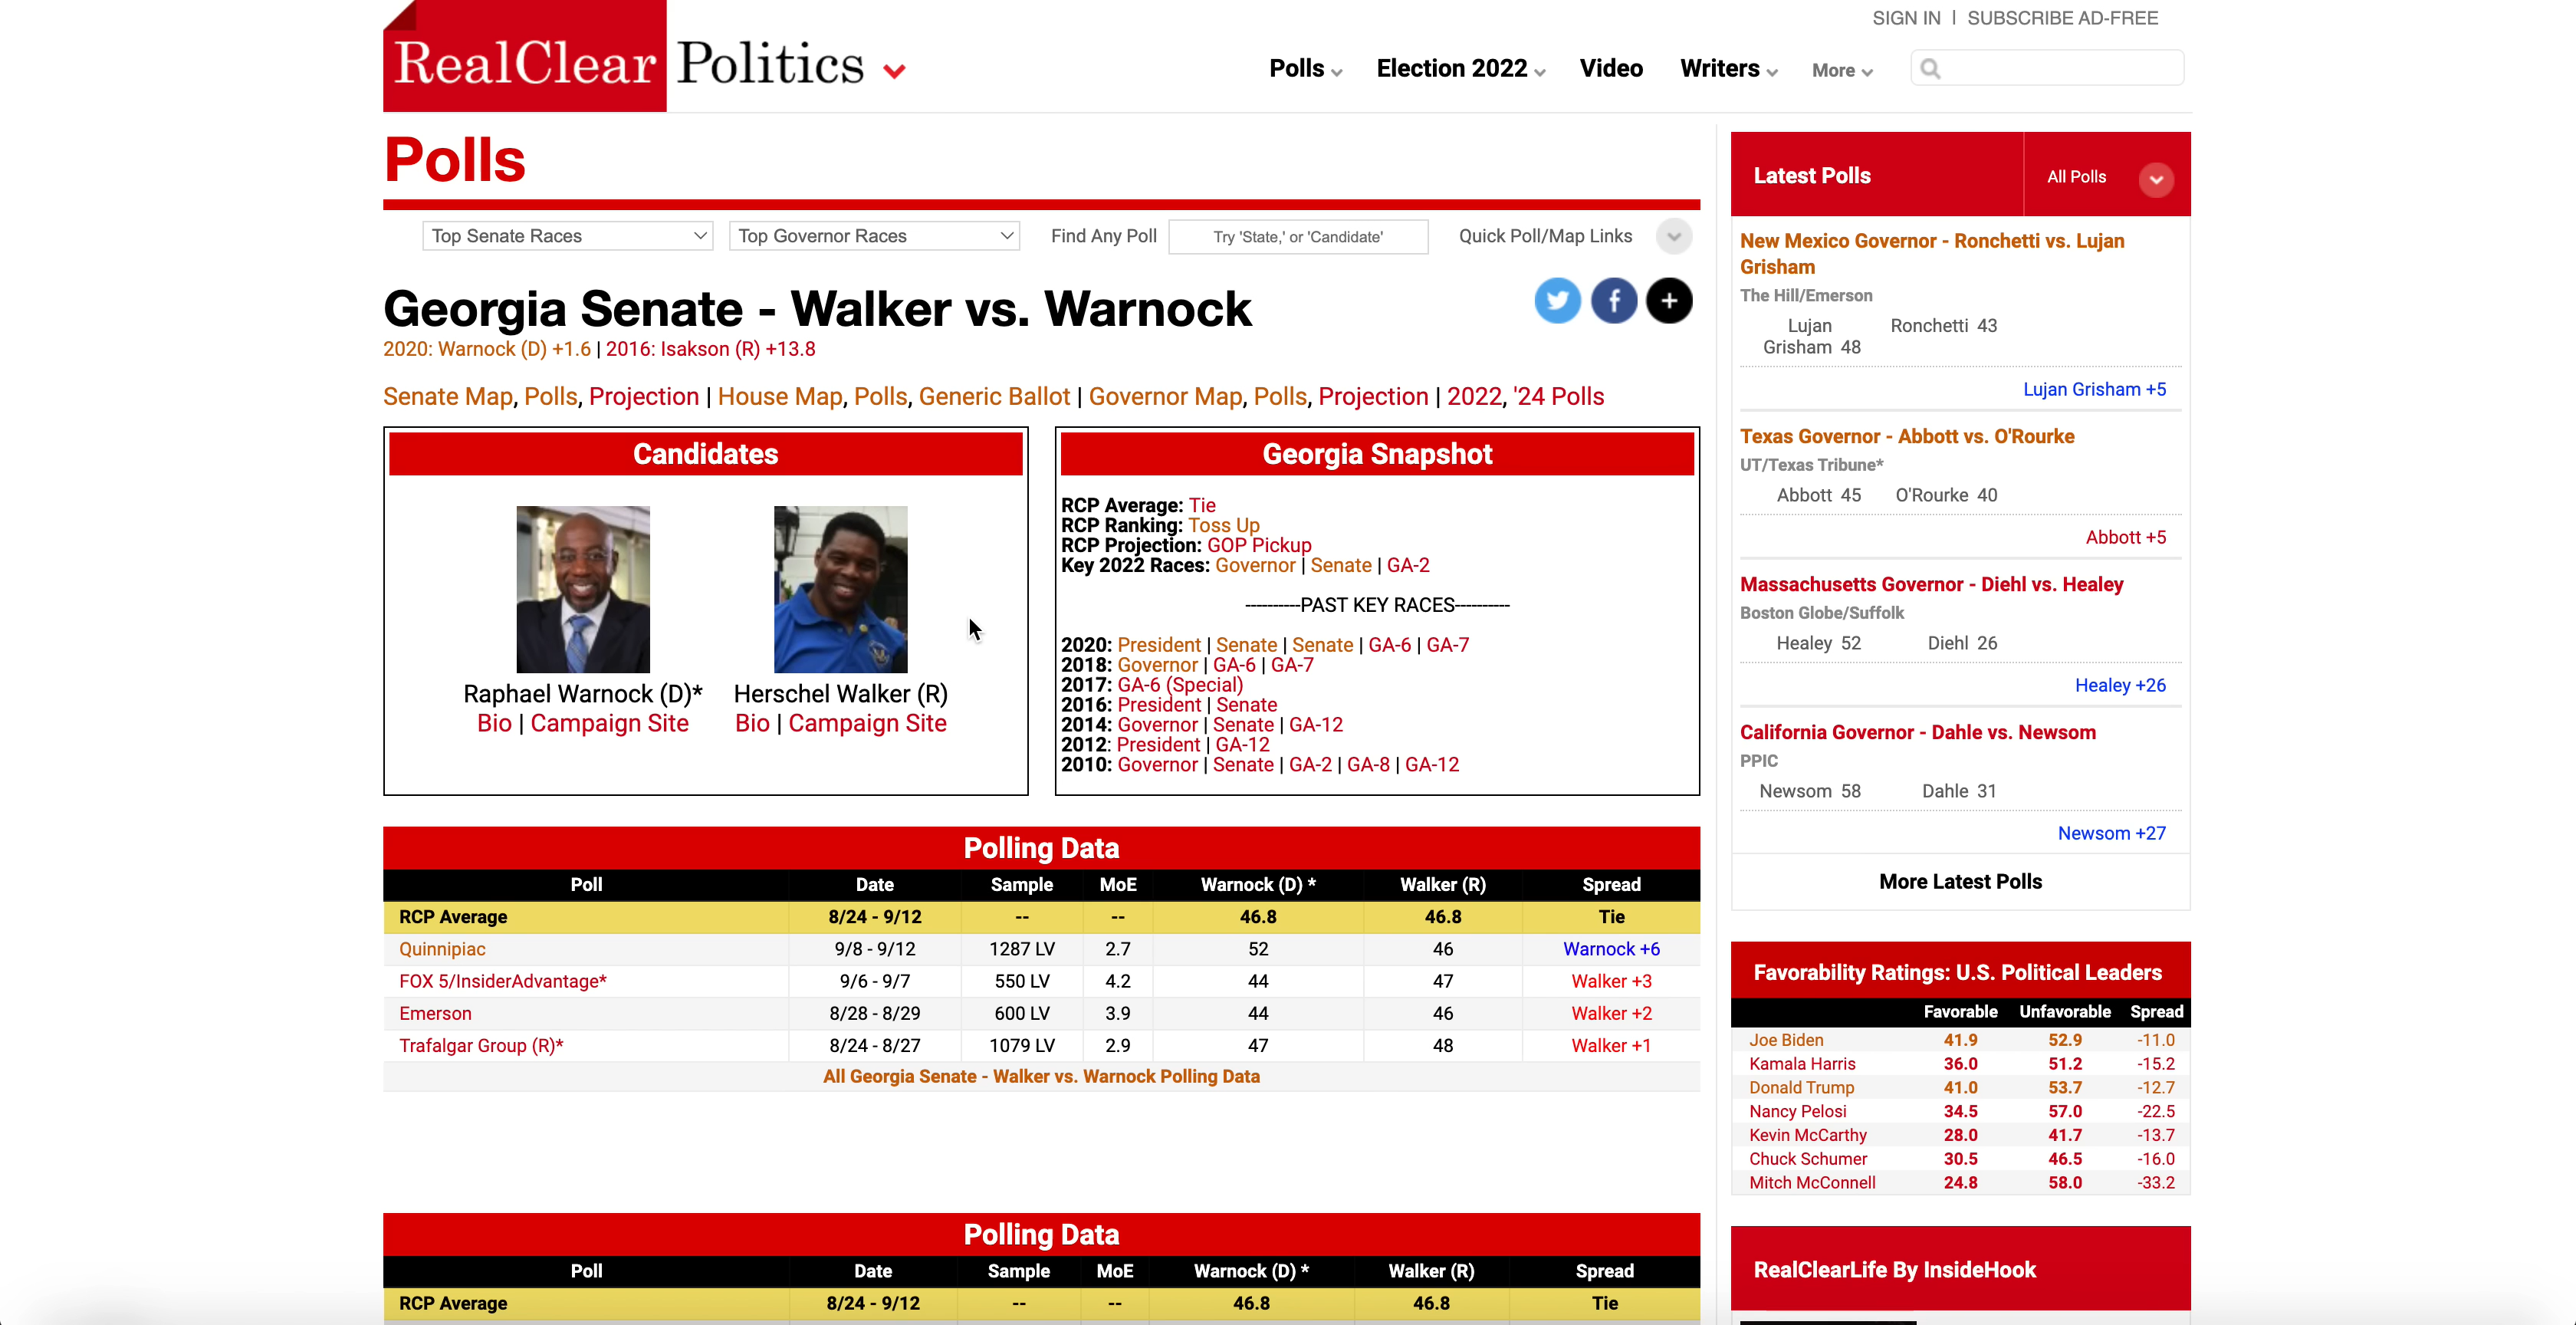 SIGN IN | SUBSCRIBE AD-FREE
RealClear Politics
Polls Election 2022 Video Writers More
Polls
Top Senate Races Top Governor Races Find Any Poll Try 'State,' or 'Candidate' Quick Poll/Map Links
Georgia Senate - Walker vs. Warnock
2020: Warnock (D) +1.6 | 2016: Isakson (R) +13.8
Senate Map, Polls, Projection | House Map, Polls, Generic Ballot | Governor Map, Polls, Projection | 2022, '24 Polls
Candidates
Raphael Warnock (D)* Herschel Walker (R)
Bio | Campaign Site Bio | Campaign Site
Georgia Snapshot
RCP Average: Tie
RCP Ranking: Toss Up
RCP Projection: GOP Pickup
Key 2022 Races: Governor | Senate | GA-2
----------PAST KEY RACES----------
2020: President | Senate | Senate | GA-6 | GA-7
2018: Governor | GA-6 | GA-7
2017: GA-6 (Special)
2016: President | Senate
2014: Governor | Senate | GA-12
2012: President | GA-12
2010: Governor | Senate | GA-2 | GA-8 | GA-12
Polling Data
Poll Date Sample MoE Warnock (D) * Walker (R) Spread
RCP Average 8/24 - 9/12 -- -- 46.8 46.8 Tie
Quinnipiac 9/8 - 9/12 1287 LV 2.7 52 46 Warnock +6
FOX 5/InsiderAdvantage* 9/6 - 9/7 550 LV 4.2 44 47 Walker +3
Emerson 8/28 - 8/29 600 LV 3.9 44 46 Walker +2
Trafalgar Group (R)* 8/24 - 8/27 1079 LV 2.9 47 48 Walker +1
All Georgia Senate - Walker vs. Warnock Polling Data
Polling Data
Poll Date Sample MoE Warnock (D) * Walker (R) Spread
RCP Average 8/24 - 9/12 -- -- 46.8 46.8 Tie
Latest Polls All Polls
New Mexico Governor - Ronchetti vs. Lujan
Grisham
The Hill/Emerson
Lujan Ronchetti 43
Grisham 48
Lujan Grisham +5
Texas Governor - Abbott vs. O'Rourke
UT/Texas Tribune*
Abbott 45 O'Rourke 40
Abbott +5
Massachusetts Governor - Diehl vs. Healey
Boston Globe/Suffolk
Healey 52 Diehl 26
Healey +26
California Governor - Dahle vs. Newsom
PPIC
Newsom 58 Dahle 31
Newsom +27
More Latest Polls
Favorability Ratings: U.S. Political Leaders
Favorable Unfavorable Spread
Joe Biden 41.9 52.9 -11.0
Kamala Harris 36.0 51.2 -15.2
Donald Trump 41.0 53.7 -12.7
Nancy Pelosi 34.5 57.0 -22.5
Kevin McCarthy 28.0 41.7 -13.7
Chuck Schumer 30.5 46.5 -16.0
Mitch McConnell 24.8 58.0 -33.2
RealClearLife By InsideHook